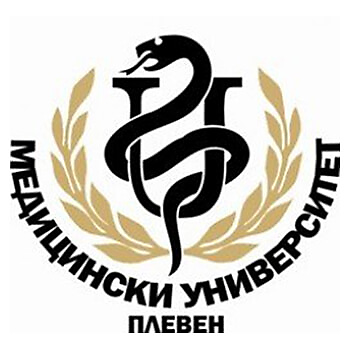 МЕДИЦИНСКИ УНИВЕРСИТЕТ
ПЛЕВЕН